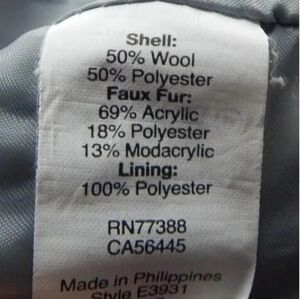 Shell:
50% Wool
50% Polyester
Faux Fur:
69% Acrylic
18% Polyester
13% Modacrylic
Lining:
100% Polyester
RN77388
CA56445
Made in Philippines
Style E3931